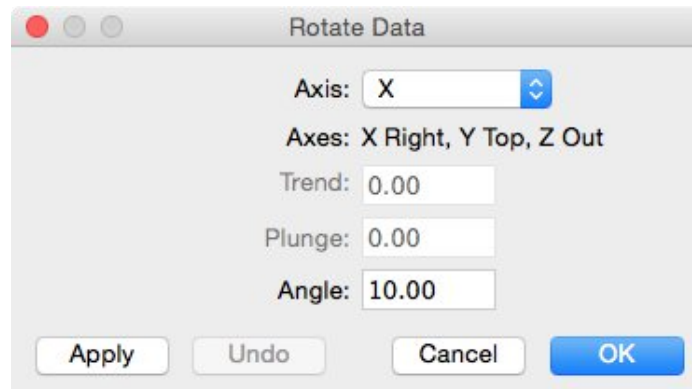 Rotate Data
Axis: X
Axes: X Right, Y Top, Z Out
Trend: 0.00
Plunge: 0.00
Angle: 10.00
Apply Undo Cancel OK